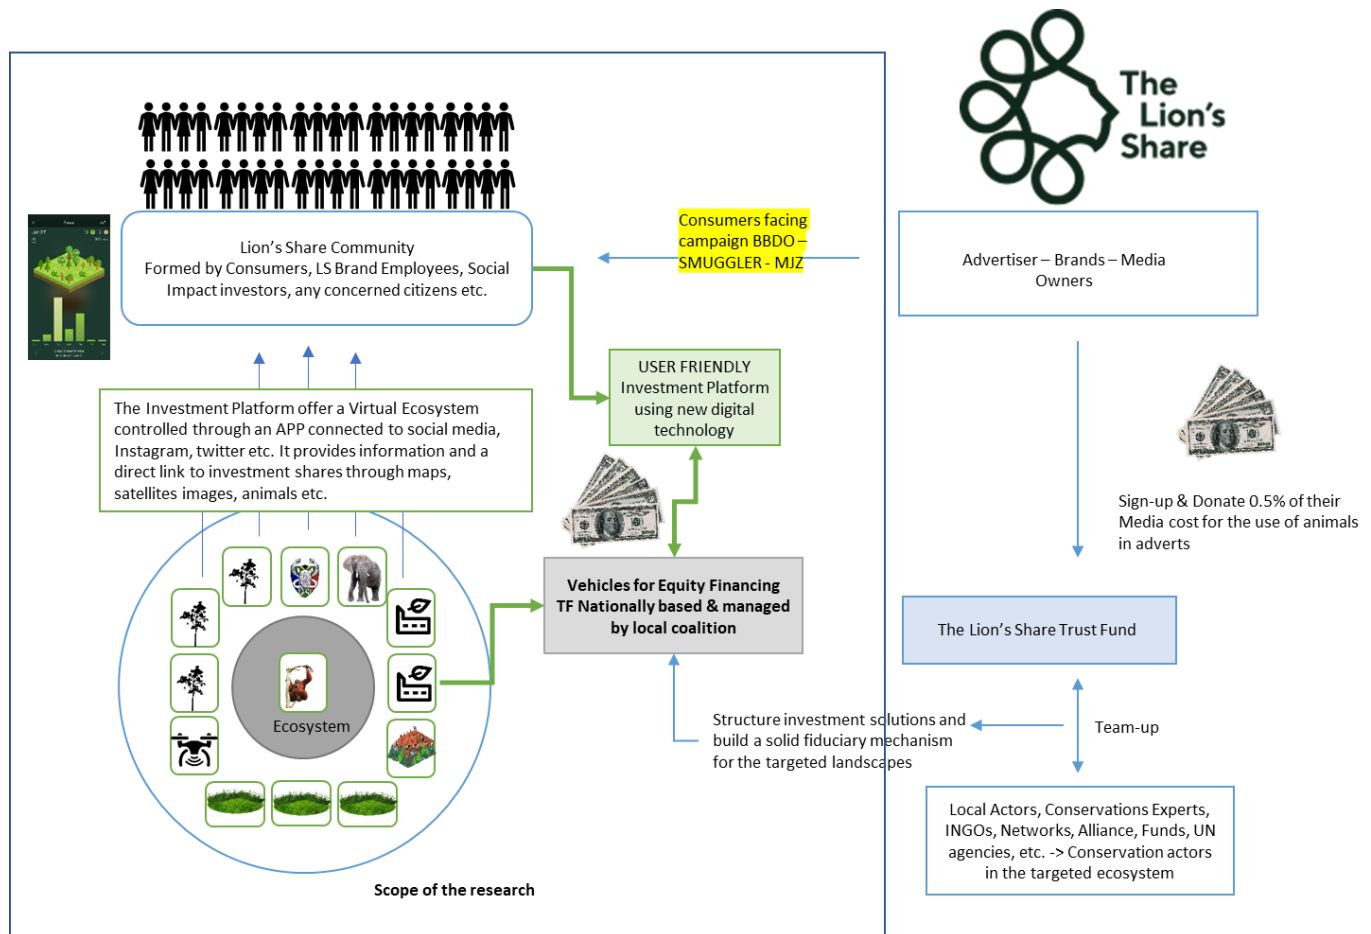 The
Lion's
Share
Lion's Share Community
Formed by Consumers, LS Brand Employees, Social
Impact investors, any concerned citizens etc.
Consumers facing
campaign BBDO –
SMUGGLER - MJZ
Advertiser – Brands – Media
Owners
USER FRIENDLY
Investment Platform
using new digital
technology
The Investment Platform offer a Virtual Ecosystem
controlled through an APP connected to social media,
Instagram, twitter etc. It provides information and a
direct link to investment shares through maps,
satellites images, animals etc.
Sign-up & Donate 0.5% of their
Media cost for the use of animals
in adverts
Vehicles for Equity Financing
TF Nationally based & managed
by local coalition
The Lion's Share Trust Fund
Ecosystem
Structure investment solutions and
build a solid fiduciary mechanism
for the targeted landscapes
Team-up
Local Actors, Conservations Experts,
INGOs, Networks, Alliance, Funds, UN
agencies, etc. -> Conservation actors
in the targeted ecosystem
Scope of the research